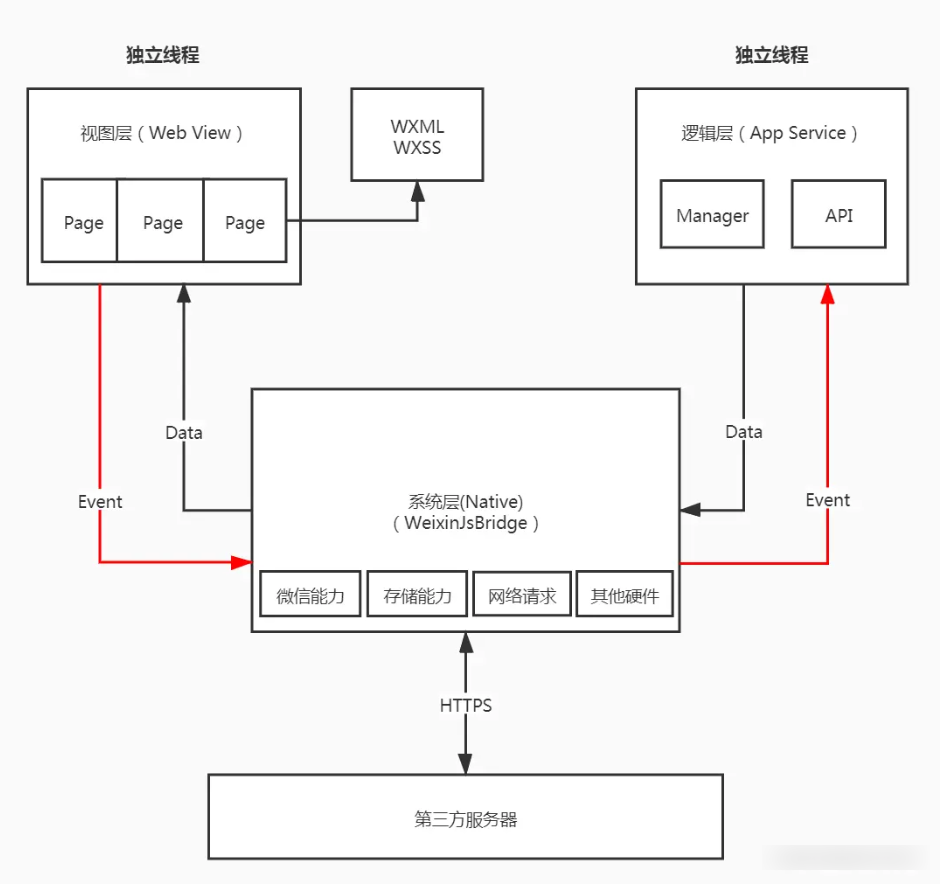 独立线程
独立线程
视图层（Web View）
WXML
WXSS
逻辑层（App Service）
Page
Page
Page
Manager
API
Data
Data
Event
Event
系统层(Native)
（WeixinJsBridge）
微信能力
存储能力
网络请求
其他硬件
HTTPS
第三方服务器